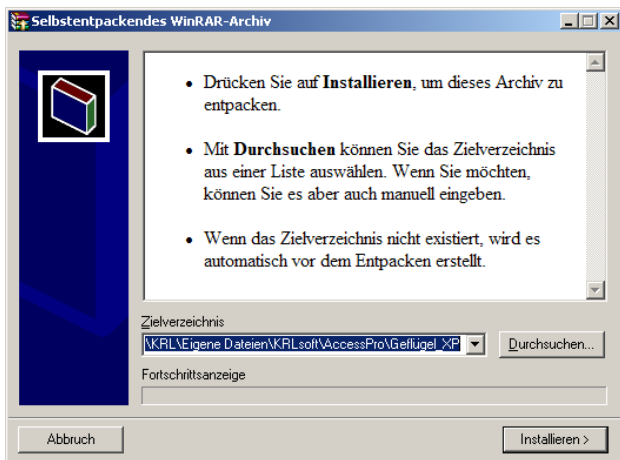 Selbstentpackendes WinRAR-Archiv
• Drücken Sie auf Installieren, um dieses Archiv zu
entpacken.
• Mit Durchsuchen können Sie das Zielverzeichnis
aus einer Liste auswählen. Wenn Sie möchten,
können Sie es aber auch manuell eingeben.
• Wenn das Zielverzeichnis nicht existiert, wird es
automatisch vor dem Entpacken erstellt.
Zielverzeichnis
\KRL\Eigene Dateien\KRLsoft\AccessPro\Geflügel_XP
Durchsuchen...
Fortschrittsanzeige
Abbruch
Installieren >